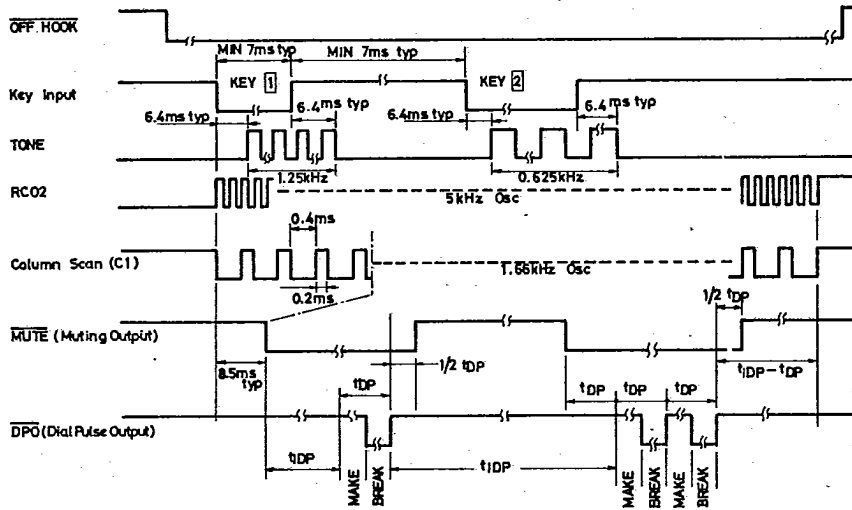 OFF. HOOK
MIN 7ms typ MIN 7ms typ
Key Input KEY 1 KEY 2
6.4ms typ 6.4ms typ 6.4ms typ 6.4ms typ
TONE
1.25kHz 0.625kHz
RCO2 5kHz Osc
0.4ms
Column Scan (C1) 1.66kHz Osc
0.2ms
1/2 tDP
MUTE (Muting Output)
8.5ms typ 1/2 tDP tIDP-tDP
tDP tDP tDP tDP
DPO (Dial Pulse Output)
tIDP tIDP
MAKE BREAK MAKE BREAK MAKE BREAK